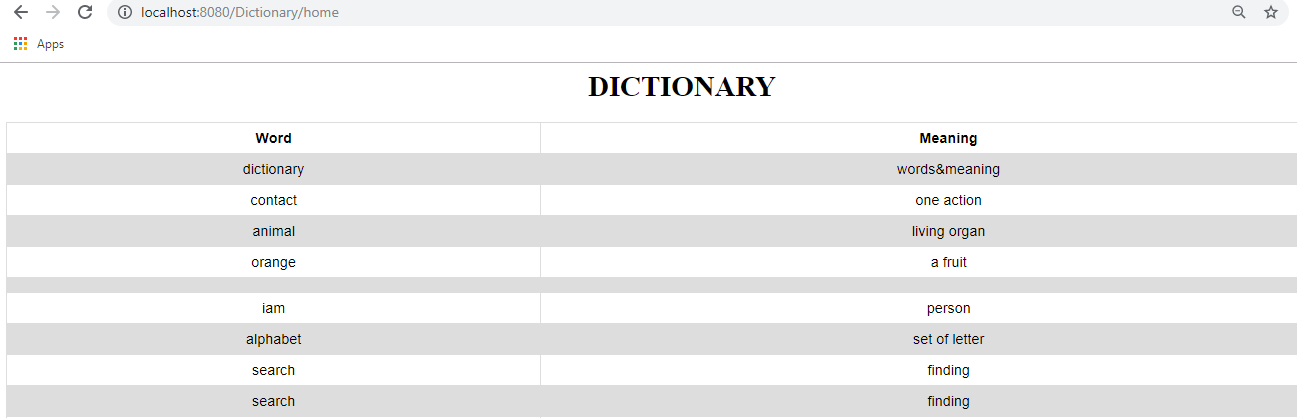 localhost:8080/Dictionary/home
Apps
DICTIONARY
Word Meaning
dictionary words&meaning
contact one action
animal living organ
orange a fruit
iam person
alphabet set of letter
search finding
search finding